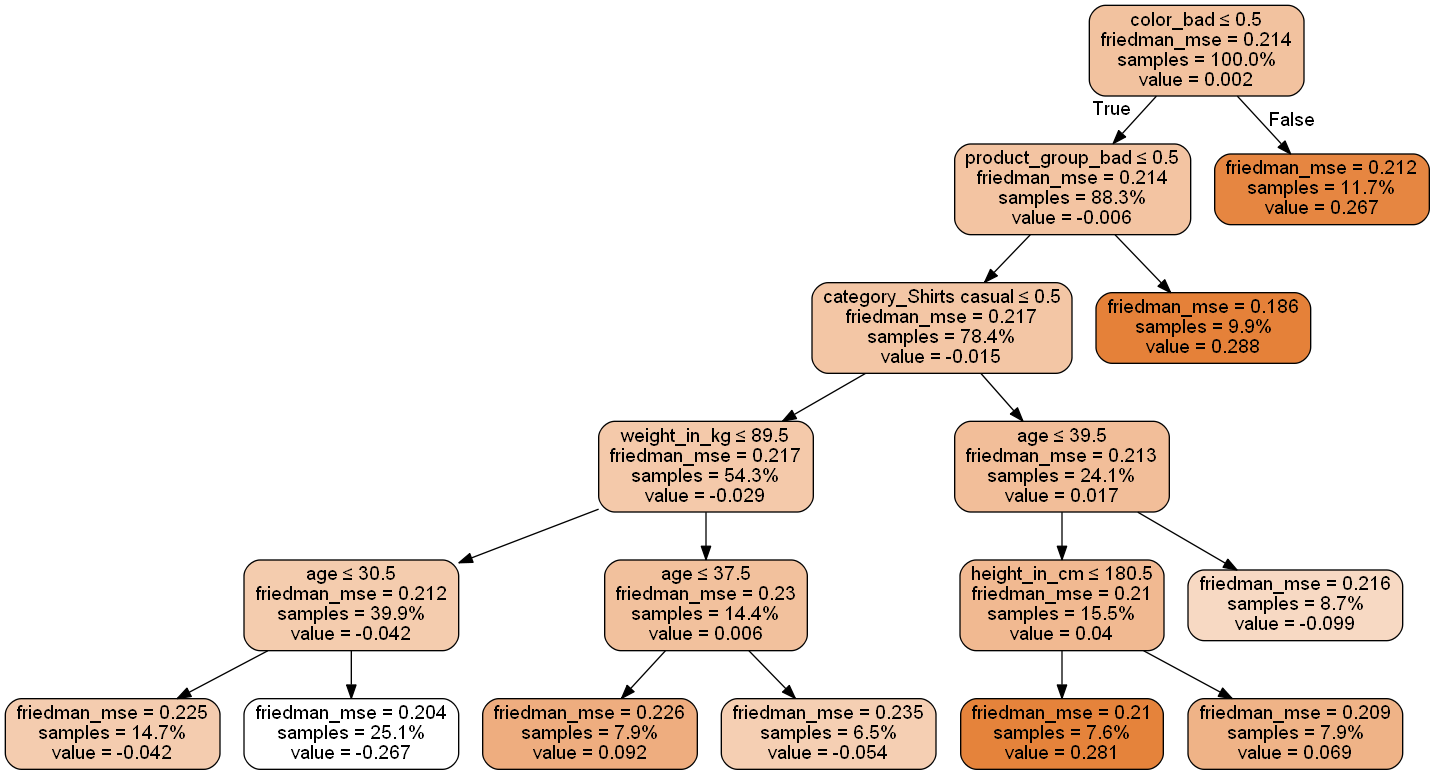 color_bad ≤ 0.5
friedman_mse = 0.214
samples = 100.0%
value = 0.002
True
False
product_group_bad ≤ 0.5
friedman_mse = 0.214
samples = 88.3%
value = -0.006
friedman_mse = 0.212
samples = 11.7%
value = 0.267
category_Shirts casual ≤ 0.5
friedman_mse = 0.217
samples = 78.4%
value = -0.015
friedman_mse = 0.186
samples = 9.9%
value = 0.288
weight_in_kg ≤ 89.5
friedman_mse = 0.217
samples = 54.3%
value = -0.029
age ≤ 39.5
friedman_mse = 0.213
samples = 24.1%
value = 0.017
age ≤ 30.5
friedman_mse = 0.212
samples = 39.9%
value = -0.042
age ≤ 37.5
friedman_mse = 0.23
samples = 14.4%
value = 0.006
height_in_cm ≤ 180.5
friedman_mse = 0.21
samples = 15.5%
value = 0.04
friedman_mse = 0.216
samples = 8.7%
value = -0.099
friedman_mse = 0.225
samples = 14.7%
value = -0.042
friedman_mse = 0.204
samples = 25.1%
value = -0.267
friedman_mse = 0.226
samples = 7.9%
value = 0.092
friedman_mse = 0.235
samples = 6.5%
value = -0.054
friedman_mse = 0.21
samples = 7.6%
value = 0.281
friedman_mse = 0.209
samples = 7.9%
value = 0.069